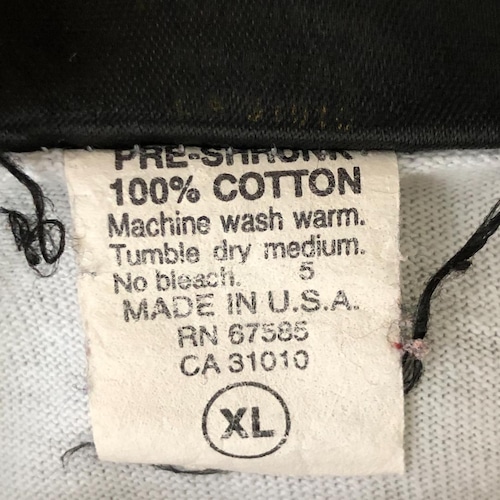 PRE-SHRUNK
100% COTTON
Machine wash warm.
Tumble dry medium.
No bleach. 5
MADE IN U.S.A.
RN 67585
CA 31010
XL